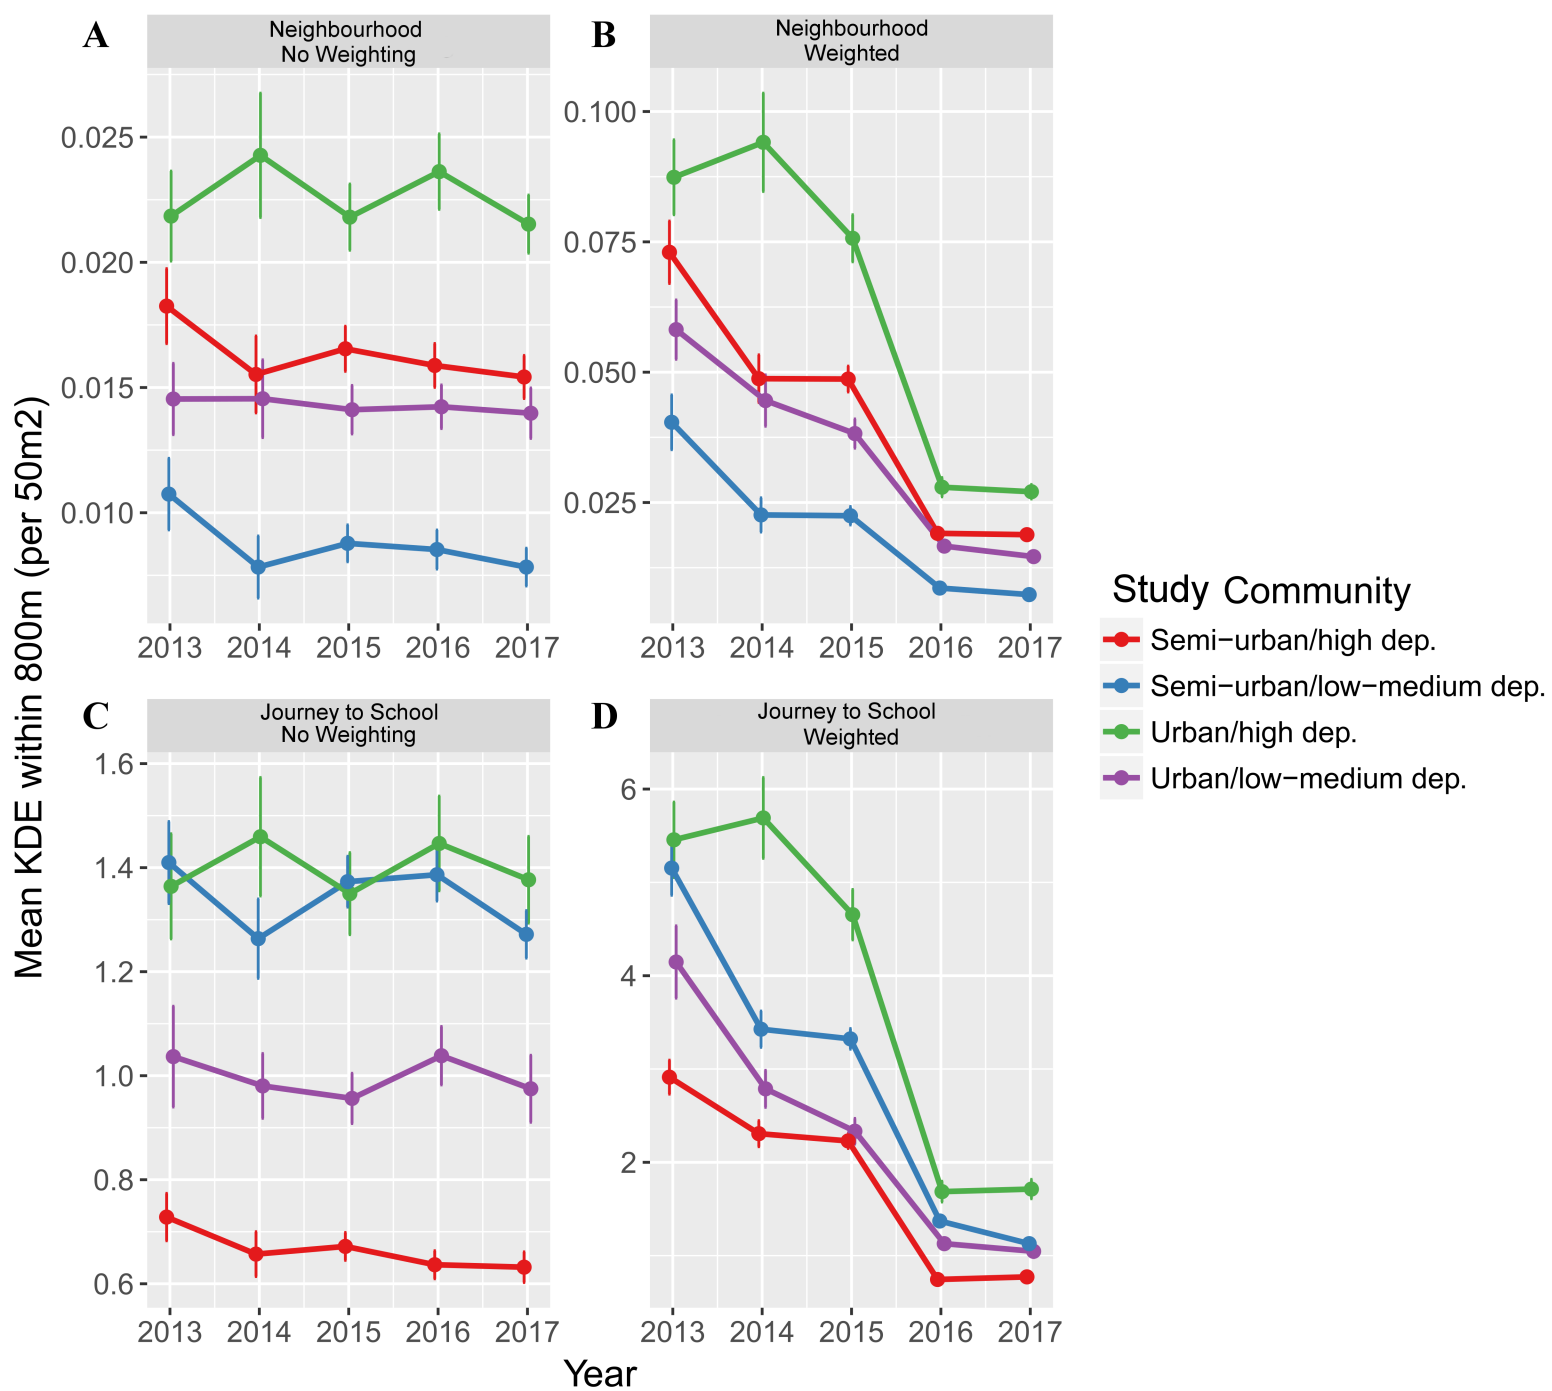 A
Neighbourhood
No Weighting
B
Neighbourhood
Weighted
0.025
0.020
0.015
0.010
2013 2014 2015 2016 2017
0.100
0.075
0.050
0.025
2013 2014 2015 2016 2017
C
Journey to School
No Weighting
D
Journey to School
Weighted
1.6
1.4
1.2
1.0
0.8
0.6
2013 2014 2015 2016 2017
6
4
2
2013 2014 2015 2016 2017
Mean KDE within 800m (per 50m2)
Year
Study Community
Semi−urban/high dep.
Semi−urban/low−medium dep.
Urban/high dep.
Urban/low−medium dep.